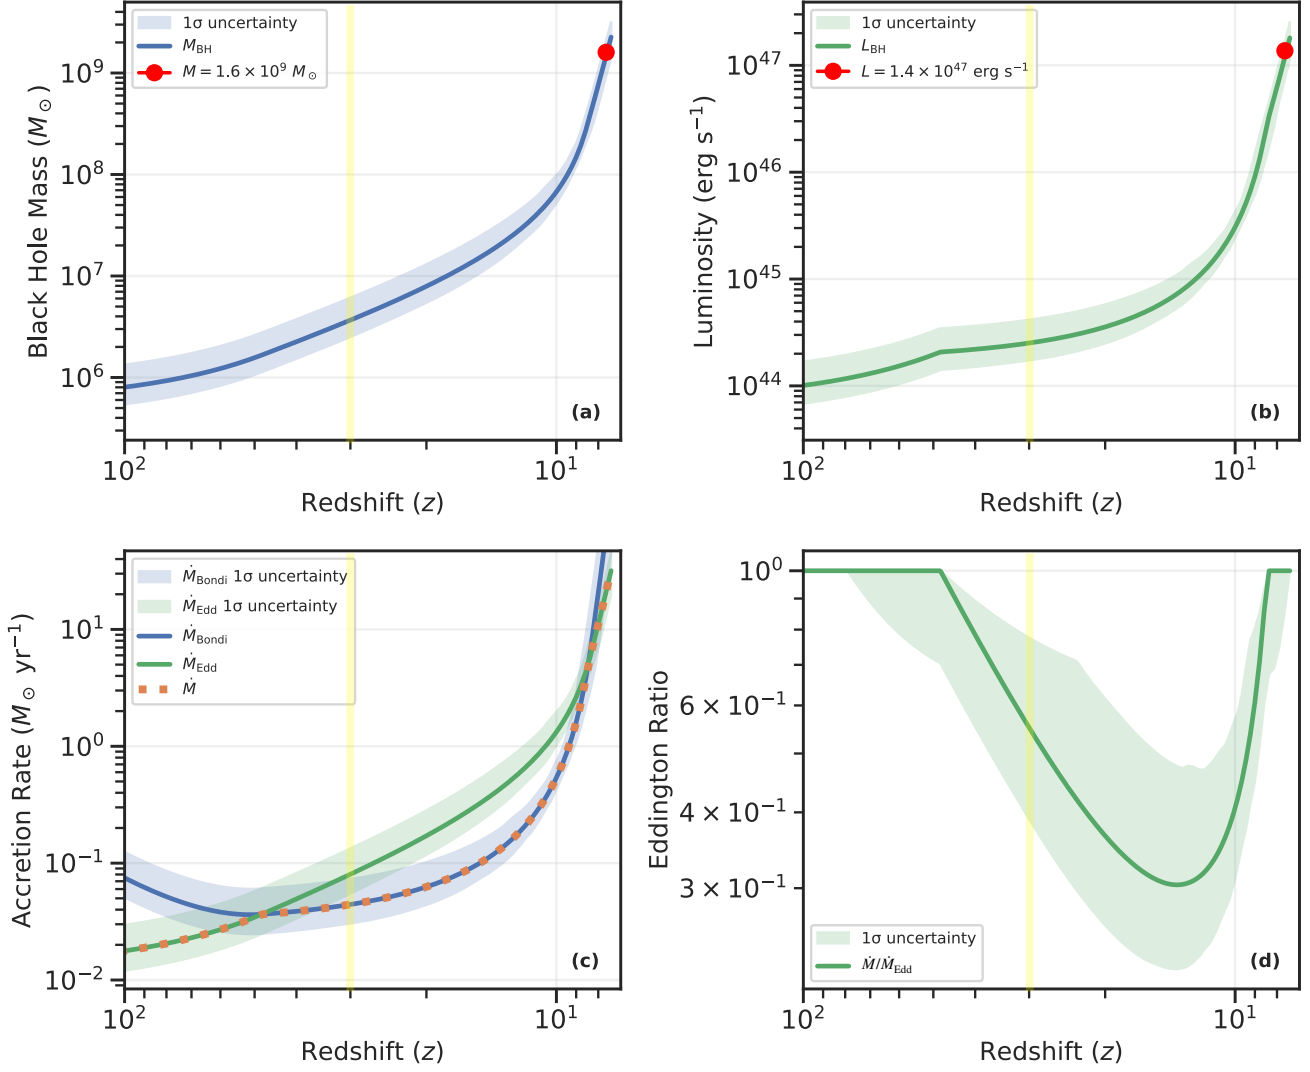 1σ uncertainty
M_BH
M = 1.6 × 10^9 M_⊙
10^9
10^8
10^7
10^6
Black Hole Mass (M_⊙)
(a)
10^2
10^1
Redshift (z)
1σ uncertainty
L_BH
L = 1.4 × 10^47 erg s^−1
10^47
10^46
10^45
10^44
Luminosity (erg s^−1)
(b)
10^2
10^1
Redshift (z)
Ṁ_Bondi 1σ uncertainty
Ṁ_Edd 1σ uncertainty
Ṁ_Bondi
Ṁ_Edd
Ṁ
10^1
10^0
10^−1
10^−2
Accretion Rate (M_⊙ yr^−1)
(c)
10^2
10^1
Redshift (z)
10^0
6 × 10^−1
4 × 10^−1
3 × 10^−1
Eddington Ratio
1σ uncertainty
Ṁ/Ṁ_Edd
(d)
10^2
10^1
Redshift (z)